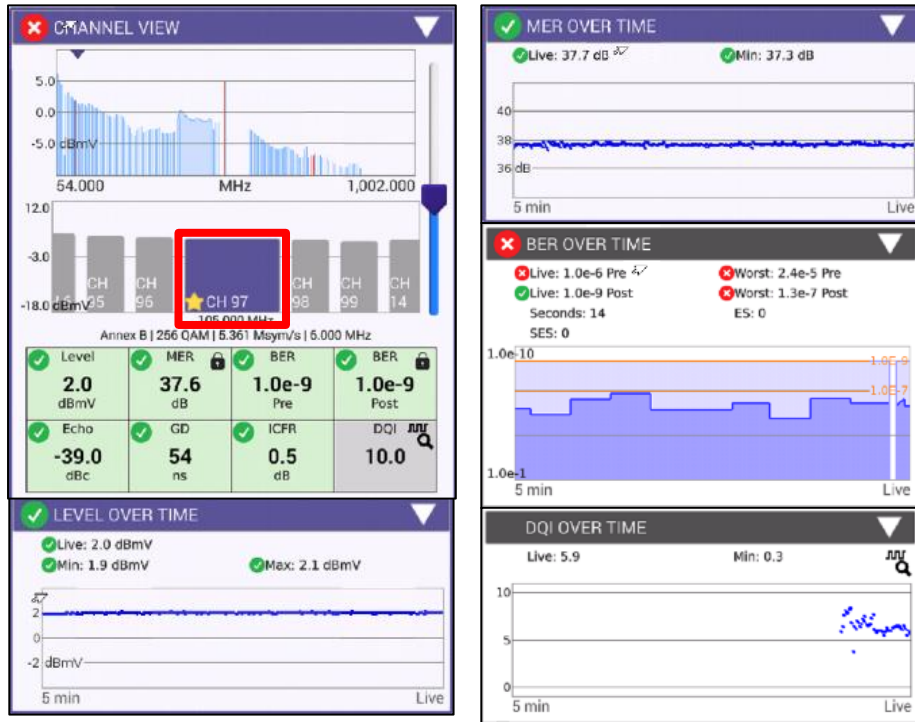 CHANNEL VIEW
5.0
0.0
-5.0 dBmV
54.000 MHz 1,002.000
12.0
-3.0
-18.0 dBmV
CH 95
CH 96
CH 97
CH 98
CH 99
CH 14
105.000 MHz
Annex B | 256 QAM | 5.361 Msym/s | 6.000 MHz
Level MER BER BER
2.0 37.6 1.0e-9 1.0e-9
dBmV dB Pre Post
Echo GD ICFR DQI
-39.0 54 0.5 10.0
dBc ns dB
LEVEL OVER TIME
Live: 2.0 dBmV
Min: 1.9 dBmV Max: 2.1 dBmV
2
0
-2 dBmV
5 min Live
MER OVER TIME
Live: 37.7 dB Min: 37.3 dB
40
38
36 dB
5 min Live
BER OVER TIME
Live: 1.0e-6 Pre Worst: 2.4e-5 Pre
Live: 1.0e-9 Post Worst: 1.3e-7 Post
Seconds: 14 ES: 0
SES: 0
1.0e-10
1.0E-9
1.0E-7
1.0e-1
5 min Live
DQI OVER TIME
Live: 5.9 Min: 0.3
10
5
0
5 min Live